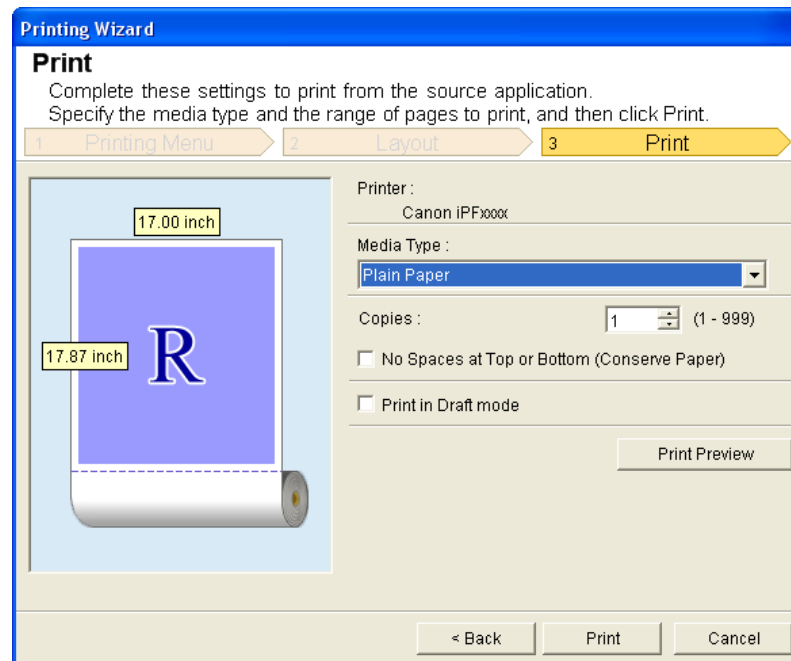 Printing Wizard
Print
Complete these settings to print from the source application.
Specify the media type and the range of pages to print, and then click Print.
1 Printing Menu 2 Layout 3 Print
Printer :
Canon iPFxxxx
17.00 inch
Media Type :
Plain Paper
Copies : 1 (1 - 999)
17.87 inch
R
No Spaces at Top or Bottom (Conserve Paper)
Print in Draft mode
Print Preview
< Back Print Cancel